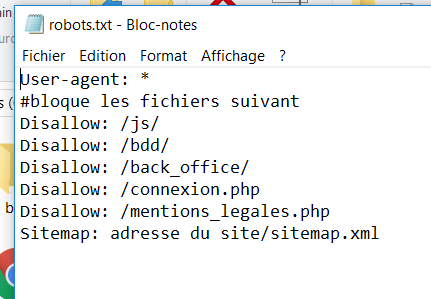 robots.txt - Bloc-notes
Fichier Edition Format Affichage ?
User-agent: *
#bloque les fichiers suivant
Disallow: /js/
Disallow: /bdd/
Disallow: /back_office/
Disallow: /connexion.php
Disallow: /mentions_legales.php
Sitemap: adresse du site/sitemap.xml